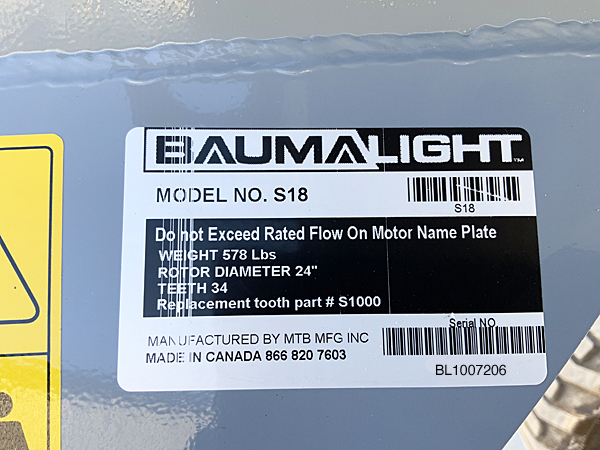 BAUMALIGHT™
MODEL NO. S18
S18
Do not Exceed Rated Flow On Motor Name Plate
WEIGHT 578 Lbs
ROTOR DIAMETER 24"
TEETH 34
Replacement tooth part # S1000
Serial NO
MANUFACTURED BY MTB MFG INC
MADE IN CANADA 866 820 7603
BL1007206